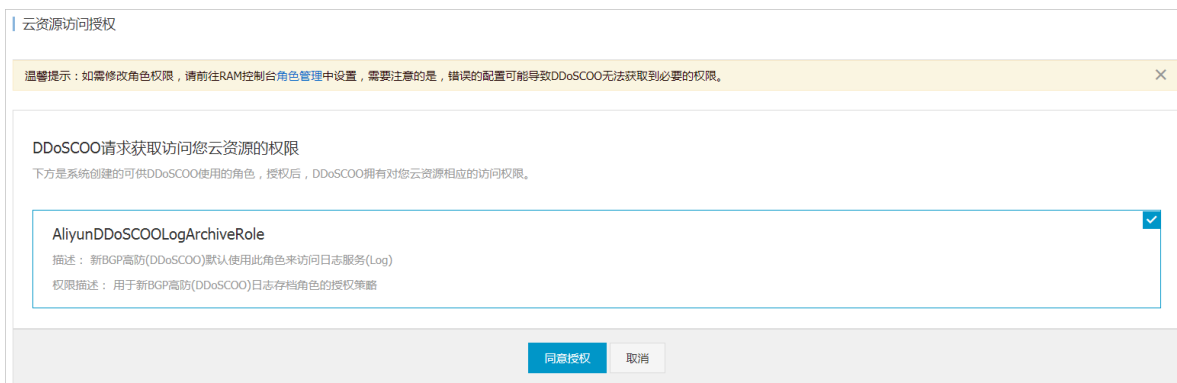 云资源访问授权
温馨提示：如需修改角色权限，请前往RAM控制台角色管理中设置，需要注意的是，错误的配置可能导致DDoSCOO无法获取到必要的权限。
DDoSCOO请求获取访问您云资源的权限
下方是系统创建的可供DDoSCOO使用的角色，授权后，DDoSCOO拥有对您云资源相应的访问权限。
AliyunDDoSCOOLogArchiveRole
描述： 新BGP高防(DDoSCOO)默认使用此角色来访问日志服务(Log)
权限描述： 用于新BGP高防(DDoSCOO)日志存档角色的授权策略
同意授权 取消